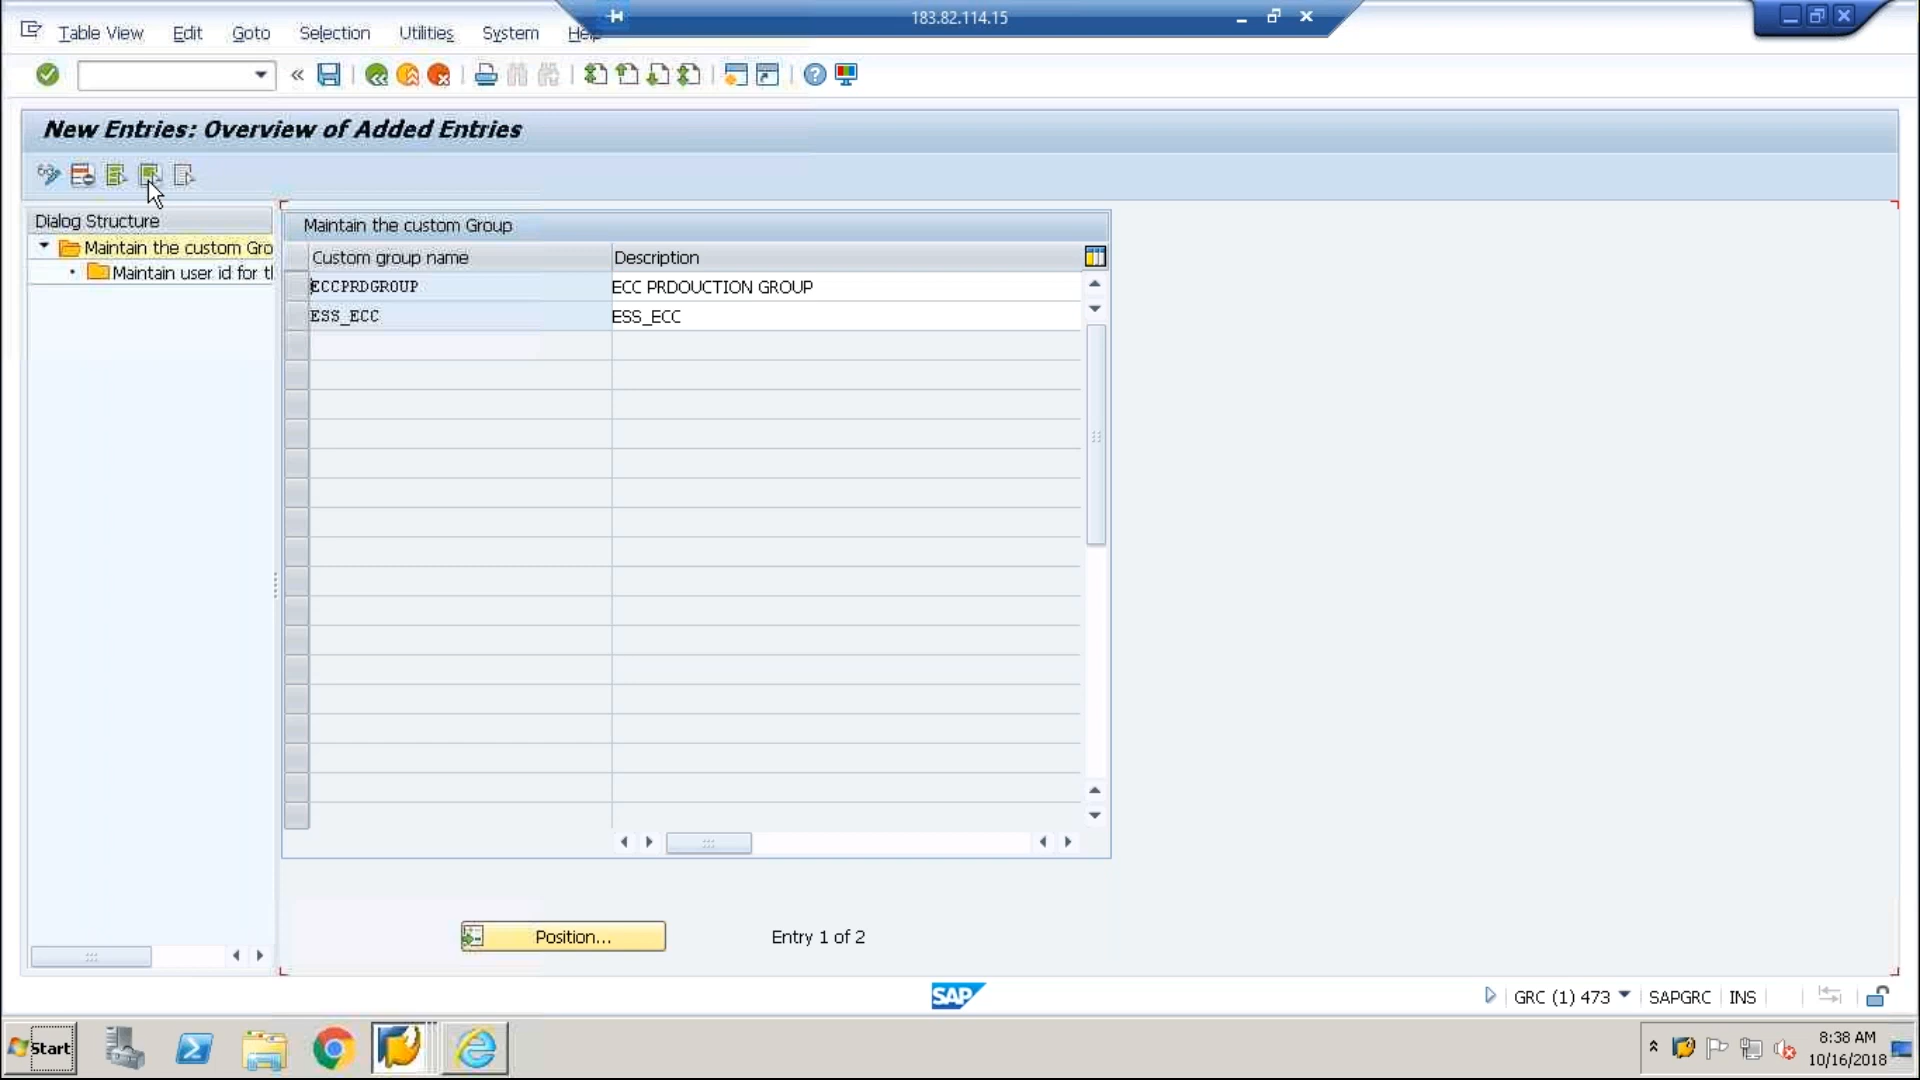 183.82.114.15
Table View Edit Goto Selection Utilities System Help
New Entries: Overview of Added Entries
Dialog Structure
Maintain the custom Gro
Maintain user id for tl
Maintain the custom Group
Custom group name Description
ECCPRDGROUP ECC PRDOUCTION GROUP
ESS_ECC ESS_ECC
Position... Entry 1 of 2
SAP
GRC (1) 473 SAPGRC INS
Start
8:38 AM
10/16/2018